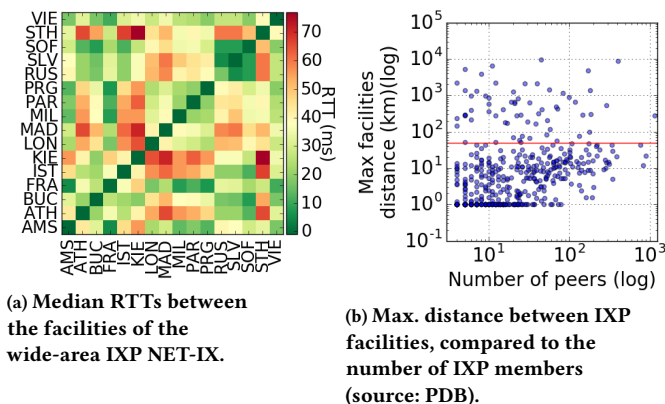 VIE
STH
SOF
SLV
RUS
PRG
PAR
MIL
MAD
LON
KIE
IST
FRA
BUC
ATH
AMS
AMS
ATH
BUC
FRA
IST
KIE
LON
MAD
MIL
PAR
PRG
RUS
SLV
SOF
STH
VIE
70
60
50
40
30
20
10
0
RTT (ms)
(a) Median RTTs between
the facilities of the
wide-area IXP NET-IX.
10^5
10^4
10^3
10^2
10^1
10^0
10^-1
Max facilities
distance (km)(log)
10^1
10^2
10^3
Number of peers (log)
(b) Max. distance between IXP
facilities, compared to the
number of IXP members
(source: PDB).